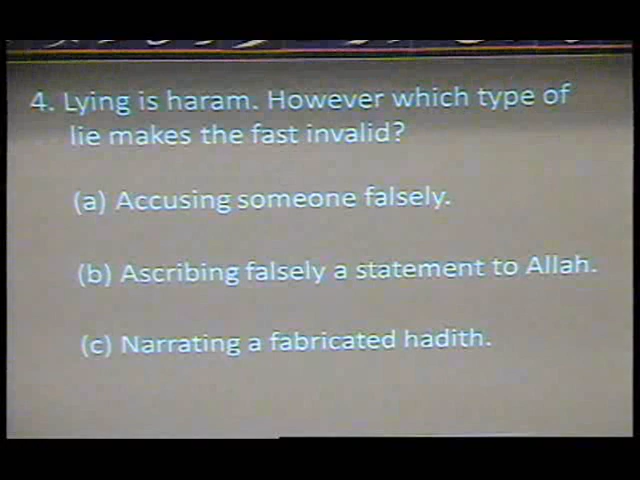 4. Lying is haram. However which type of
lie makes the fast invalid?
(a) Accusing someone falsely.
(b) Ascribing falsely a statement to Allah.
(c) Narrating a fabricated hadith.